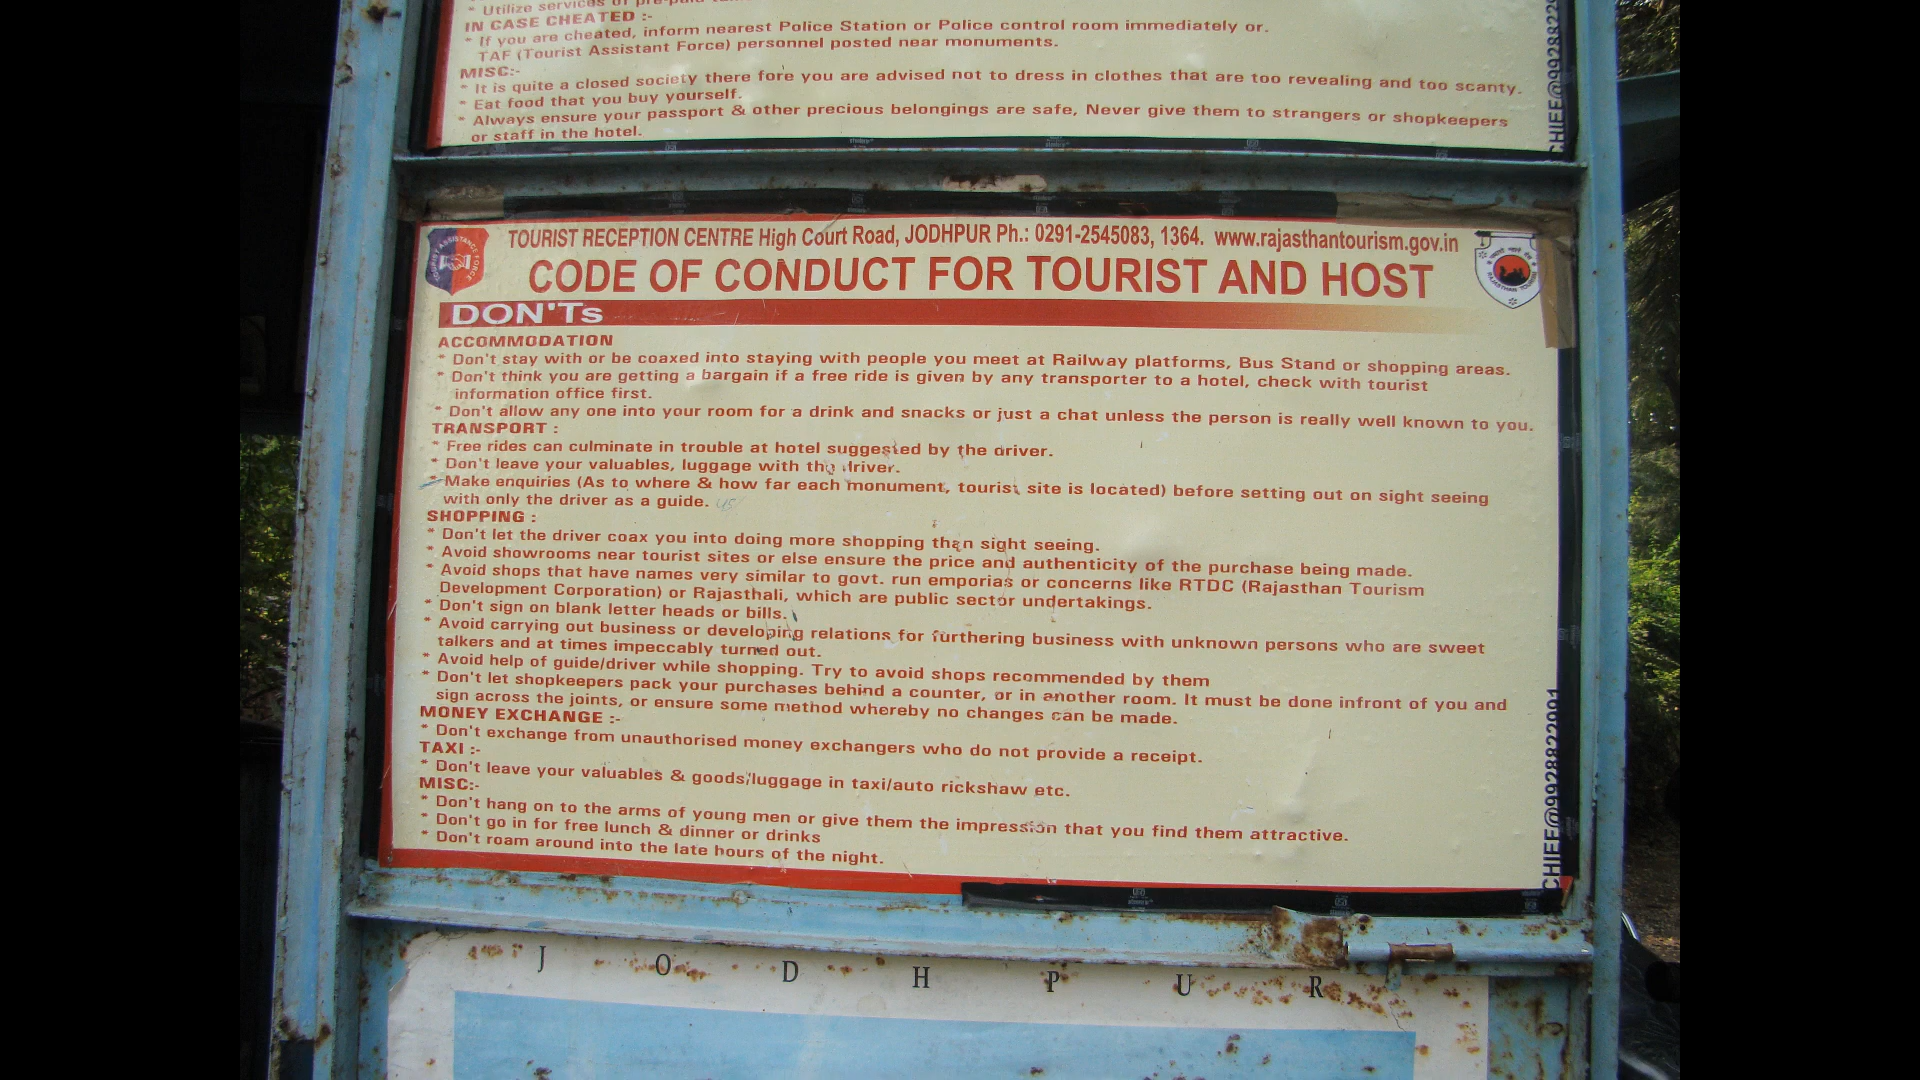 * Utilize services of pre-paid
IN CASE CHEATED :-
* If you are cheated, inform nearest Police Station or Police control room immediately or.
TAF (Tourist Assistant Force) personnel posted near monuments.
MISC:-
* It is quite a closed society there fore you are advised not to dress in clothes that are too revealing and too scanty.
* Eat food that you buy yourself.
* Always ensure your passport & other precious belongings are safe, Never give them to strangers or shopkeepers
or staff in the hotel.
TOURIST ASSISTANCE FORCE
TOURIST RECEPTION CENTRE High Court Road, JODHPUR Ph.: 0291-2545083, 1364. www.rajasthantourism.gov.in
CODE OF CONDUCT FOR TOURIST AND HOST
RAJASTHAN TOURISM
DON'Ts
ACCOMMODATION
* Don't stay with or be coaxed into staying with people you meet at Railway platforms, Bus Stand or shopping areas.
* Don't think you are getting a bargain if a free ride is given by any transporter to a hotel, check with tourist
information office first.
* Don't allow any one into your room for a drink and snacks or just a chat unless the person is really well known to you.
TRANSPORT :
* Free rides can culminate in trouble at hotel suggested by the driver.
* Don't leave your valuables, luggage with the driver.
* Make enquiries (As to where & how far each monument, tourist site is located) before setting out on sight seeing
with only the driver as a guide.
SHOPPING :
* Don't let the driver coax you into doing more shopping than sight seeing.
* Avoid showrooms near tourist sites or else ensure the price and authenticity of the purchase being made.
* Avoid shops that have names very similar to govt. run emporias or concerns like RTDC (Rajasthan Tourism
Development Corporation) or Rajasthali, which are public sector undertakings.
* Don't sign on blank letter heads or bills.
* Avoid carrying out business or developing relations for furthering business with unknown persons who are sweet
talkers and at times impeccably turned out.
* Avoid help of guide/driver while shopping. Try to avoid shops recommended by them
* Don't let shopkeepers pack your purchases behind a counter, or in another room. It must be done infront of you and
sign across the joints, or ensure some method whereby no changes can be made.
MONEY EXCHANGE :-
* Don't exchange from unauthorised money exchangers who do not provide a receipt.
TAXI :-
* Don't leave your valuables & goods/luggage in taxi/auto rickshaw etc.
MISC:-
* Don't hang on to the arms of young men or give them the impression that you find them attractive.
* Don't go in for free lunch & dinner or drinks
* Don't roam around into the late hours of the night.
CHIEF@9928822001
JODHPUR